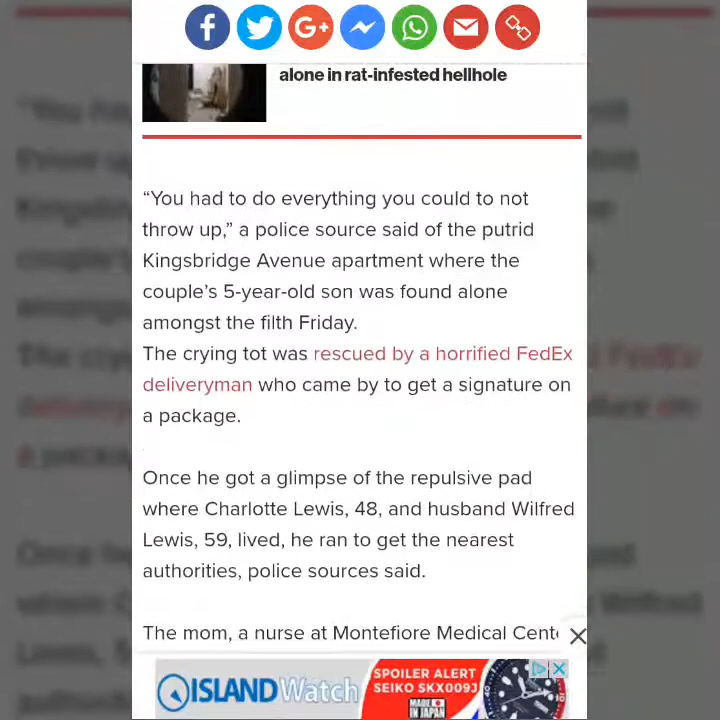 alone in rat-infested hellhole
“You had to do everything you could to not
throw up,” a police source said of the putrid
Kingsbridge Avenue apartment where the
couple’s 5-year-old son was found alone
amongst the filth Friday.
The crying tot was rescued by a horrified FedEx
deliveryman who came by to get a signature on
a package.
Once he got a glimpse of the repulsive pad
where Charlotte Lewis, 48, and husband Wilfred
Lewis, 59, lived, he ran to get the nearest
authorities, police sources said.
The mom, a nurse at Montefiore Medical Cent
ISLAND Watch
SPOILER ALERT
SEIKO SKX009J
MADE IN JAPAN